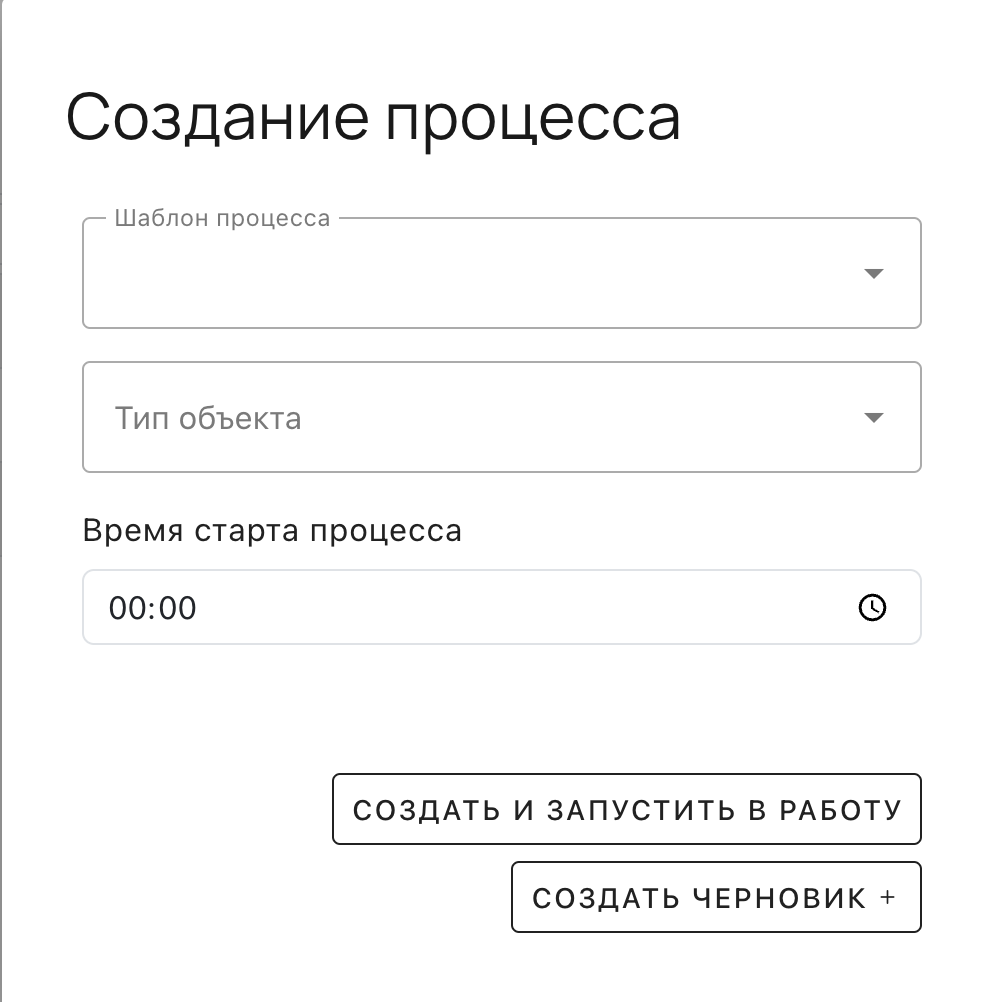 Создание процесса
Шаблон процесса
Тип объекта
Время старта процесса
00:00
СОЗДАТЬ И ЗАПУСТИТЬ В РАБОТУ
СОЗДАТЬ ЧЕРНОВИК +